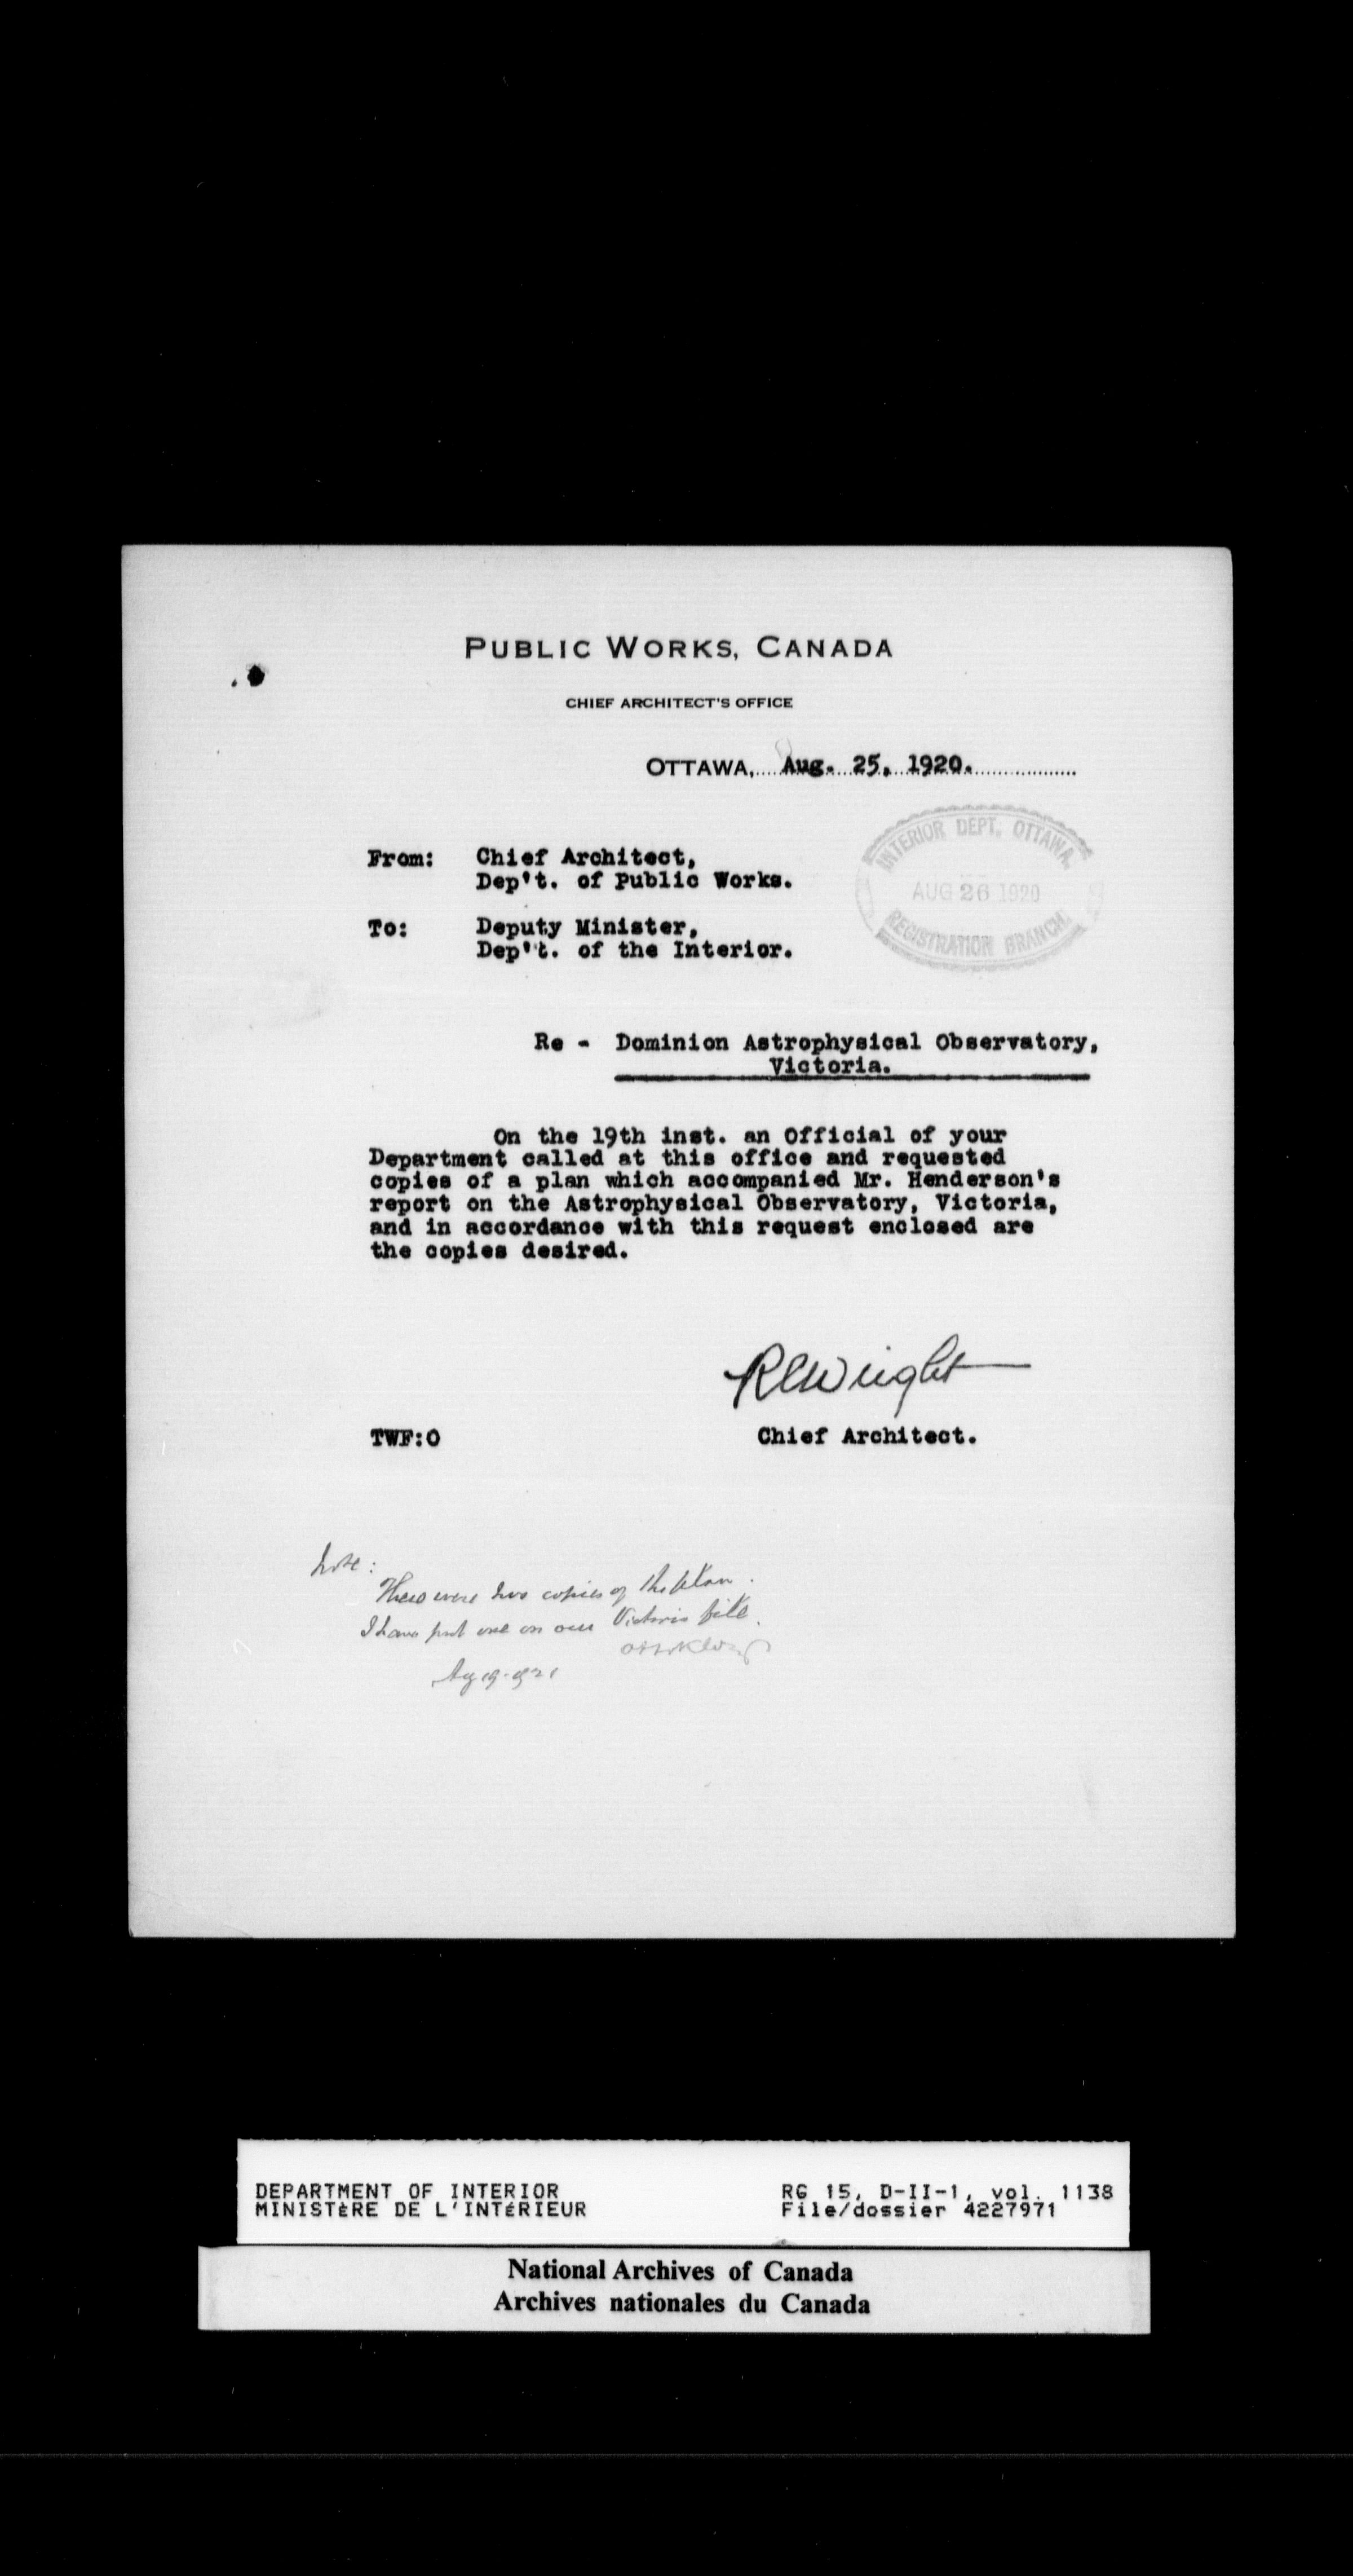 PUBLIC WORKS, CANADA
CHIEF ARCHITECT'S OFFICE
OTTAWA, Aug. 25, 1920.
INTERIOR DEPT. OTTAWA.
AUG 26 1920
REGISTRATION BRANCH.
From: Chief Architect,
Dep't. of Public Works.
To: Deputy Minister,
Dep't. of the Interior.
Re - Dominion Astrophysical Observatory,
Victoria.
On the 19th inst. an Official of your
Department called at this office and requested
copies of a plan which accompanied Mr. Henderson's
report on the Astrophysical Observatory, Victoria,
and in accordance with this request enclosed are
the copies desired.
RCWright
TWF:O Chief Architect.
Note:
There were two copies of the plan.
I have put one on our Victoria file.
DEPARTMENT OF INTERIOR
MINISTÈRE DE L'INTÉRIEUR
RG 15, D-II-1, vol. 1138
File/dossier 4227971
National Archives of Canada
Archives nationales du Canada